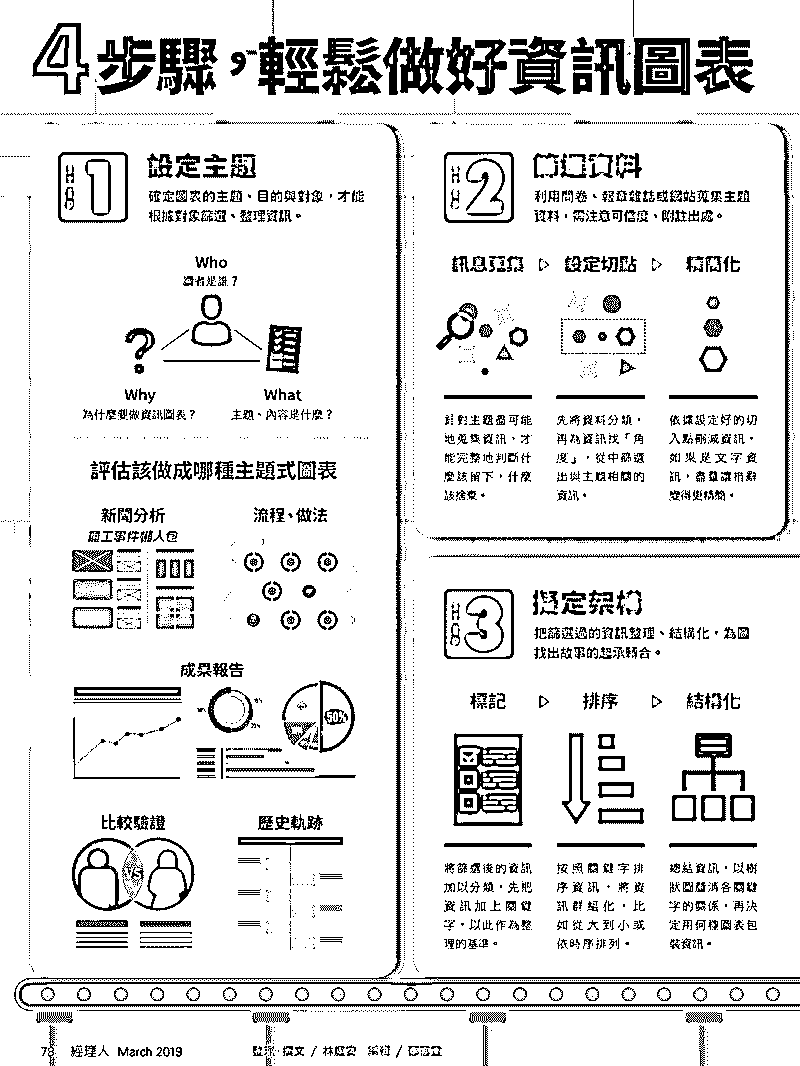 4步驟，輕鬆做好資訊圖表
1
設定主題
確定圖表的主題、目的與對象，才能
根據對象篩選、整理資訊。
Who
讀者是誰？
Why
為什麼要做資訊圖表？
What
主題、內容是什麼？
評估該做成哪種主題式圖表
新聞分析
罷工事件懶人包
流程、做法
成果報告
50%
比較驗證
VS
歷史軌跡
2
資料
利用問卷、報章雜誌或網站蒐集主題
資料，需注意可信度、附註出處。
訊息蒐集
設定切點
精簡化
針對主題盡可能
地蒐集資訊，才
能完整地判斷什
麼該留下，什麼
該捨棄。
先將資料分類，
再為資訊找「角
度」，從中篩選
出與主題相關的
資訊。
依據設定好的切
入點刪減資訊。
如果是文字資
訊，盡量讓措辭
變得更精簡。
3
擬定架構
把篩選過的資訊整理、結構化，為圖
找出故事的起承轉合。
標記
排序
結構化
將篩選後的資訊
加以分類，先把
資訊加上關鍵
字，以此作為整
理的基準。
按照關鍵字排
序資訊，將資
訊群組化，比
如從大到小或
依時序排列。
總結資訊，以樹
狀圖釐清各關鍵
字的關係，再決
定用何種圖表包
裝資訊。
78 經理人 March 2019
整理・撰文 / 林庭安 編輯 /